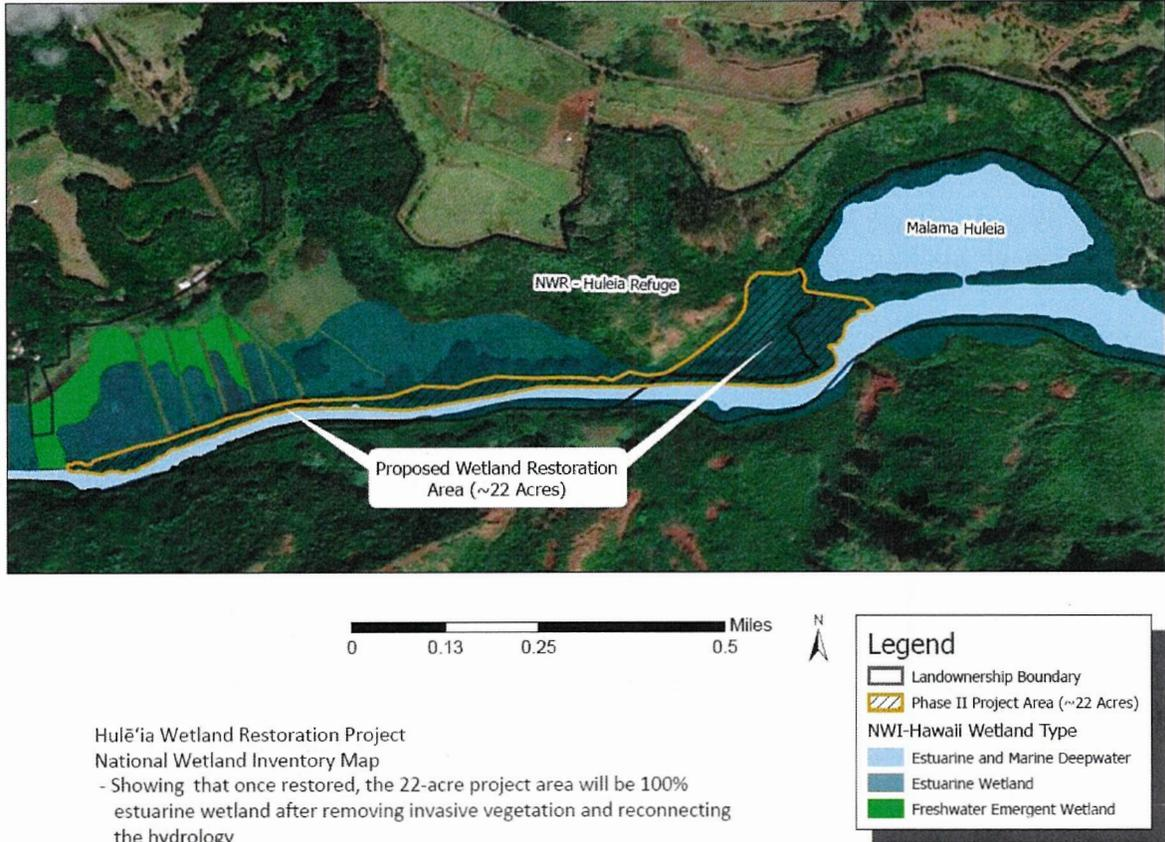 Malama Huleia
NWR - Huleia Refuge
Proposed Wetland Restoration
Area (~22 Acres)
Miles
0
0.13
0.25
0.5
N
Legend
Landownership Boundary
Phase II Project Area (~22 Acres)
NWI-Hawaii Wetland Type
Estuarine and Marine Deepwater
Estuarine Wetland
Freshwater Emergent Wetland
Hulēʻia Wetland Restoration Project
National Wetland Inventory Map
- Showing that once restored, the 22-acre project area will be 100%
estuarine wetland after removing invasive vegetation and reconnecting
the hydrology